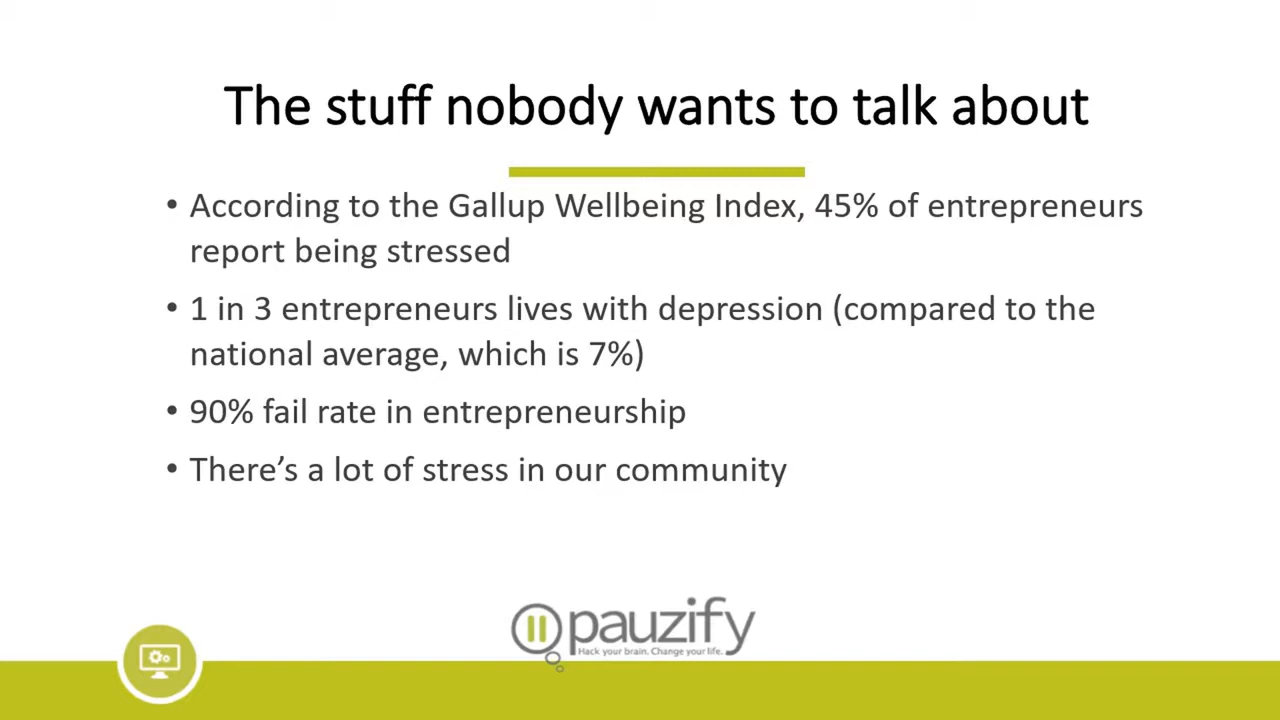 The stuff nobody wants to talk about
• According to the Gallup Wellbeing Index, 45% of entrepreneurs
report being stressed
• 1 in 3 entrepreneurs lives with depression (compared to the
national average, which is 7%)
• 90% fail rate in entrepreneurship
• There’s a lot of stress in our community
pauzify
Hack your brain. Change your life.